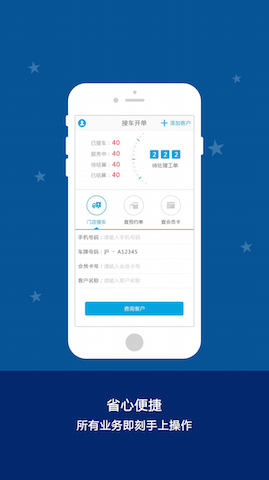 接车开单
+ 添加客户
已接车: 40
服务中: 40
待结算: 40
已结算: 40
2 2 2
待处理工单
门店接车
查预约单
查会员卡
手机号码: 请输入手机号码
车牌号码: 沪 - A12345
会员卡号: 请输入会员卡号
客户名称: 请输入客户名称
查询客户
省心便捷
所有业务即刻手上操作